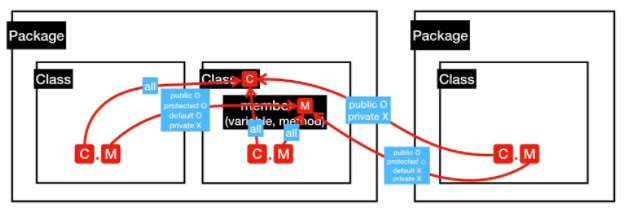 Package
Package
Class
Class
C
Class
all
public O
protected O
default O
private X
member
M
(variable, method)
public O
private X
all
all
C.M
C.M
C.M
public O
protected △
default X
private X